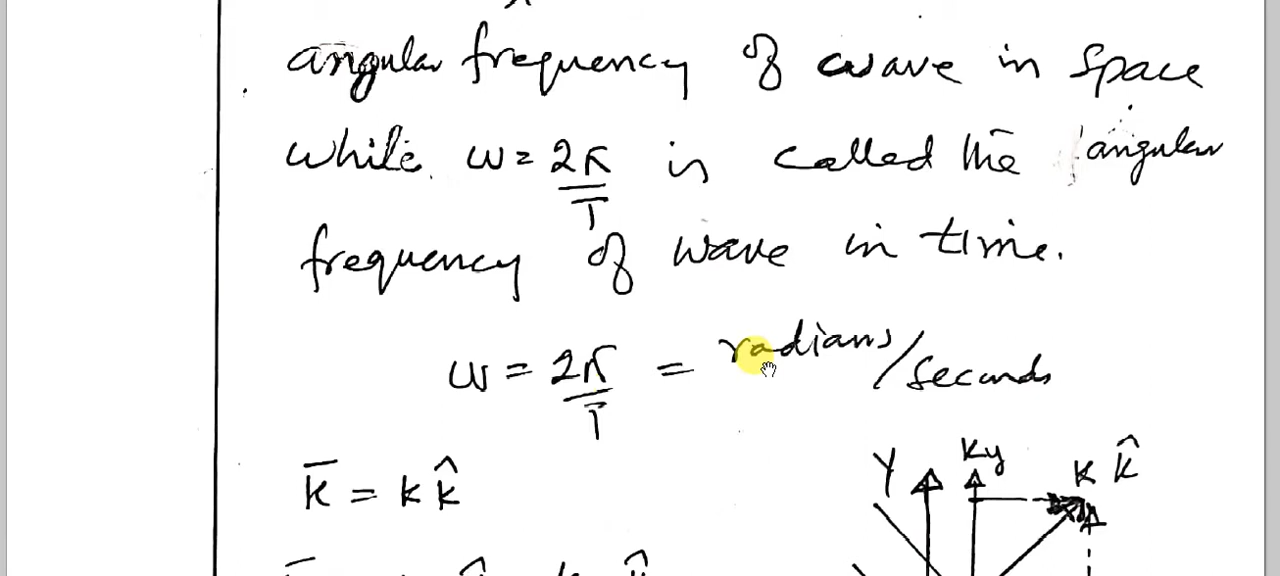 angular frequency of wave in space
while ω = 2π/T is called the angular
frequency of wave in time.
ω = 2π/T = radians/seconds
k̄ = k k̂
Y ky k k̂